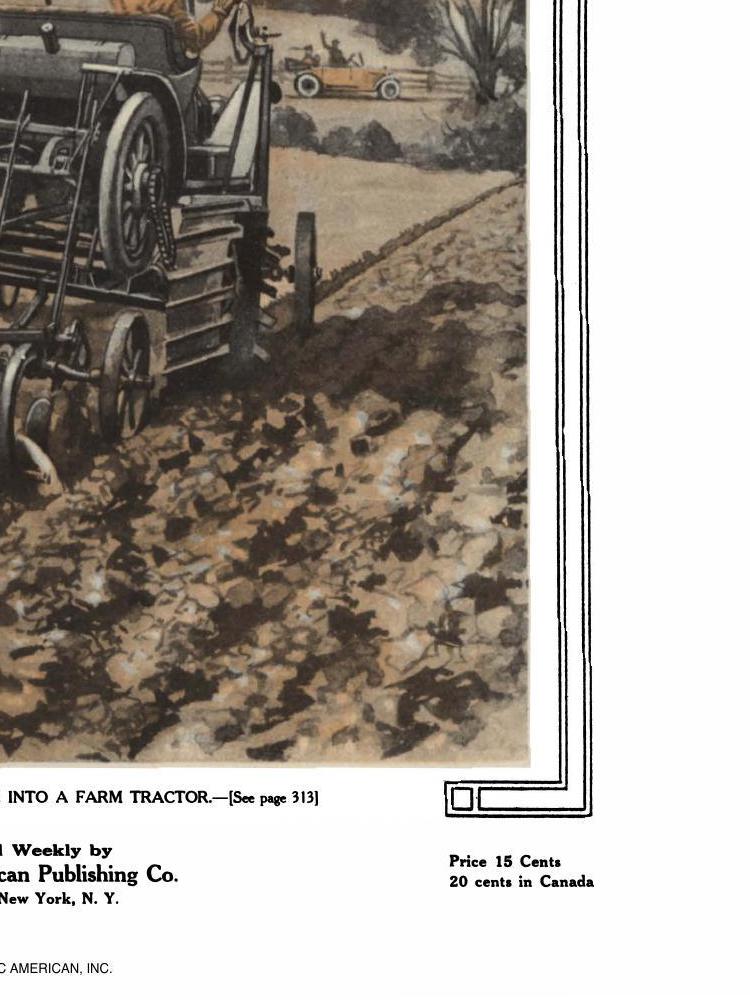 INTO A FARM TRACTOR.—[See page 313]
Weekly by
can Publishing Co.
New York, N. Y.
Price 15 Cents
20 cents in Canada
C AMERICAN, INC.